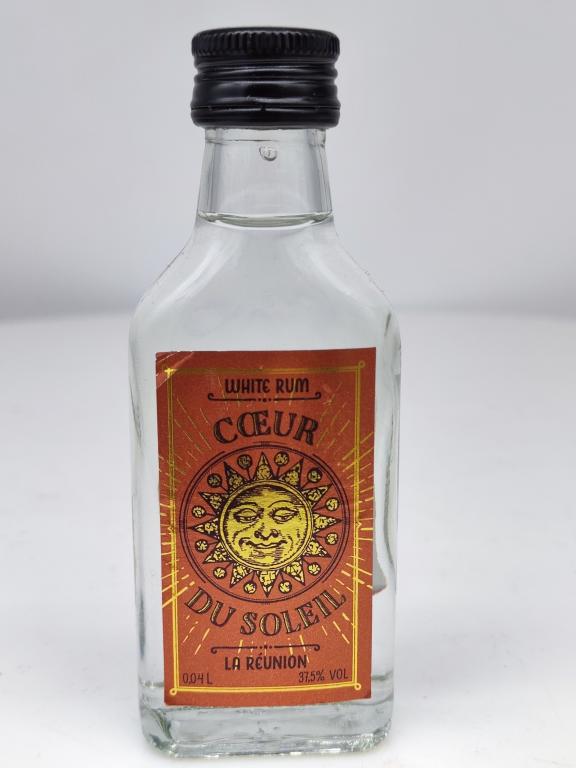 WHITE RUM
CŒUR
DU SOLEIL
LA RÉUNION
0,04 L 37.5% VOL